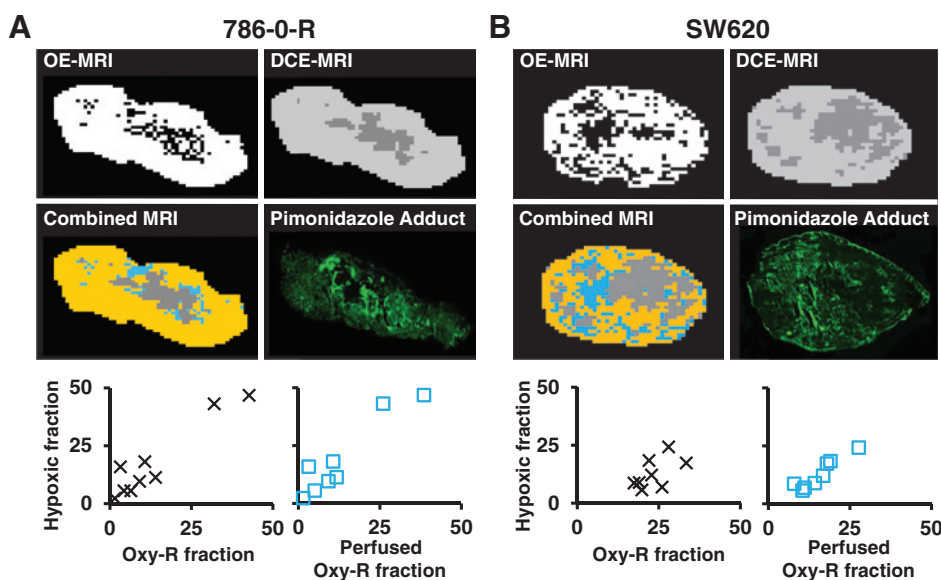 A
786-0-R
B
SW620
OE-MRI
DCE-MRI
OE-MRI
DCE-MRI
Combined MRI
Pimonidazole Adduct
Combined MRI
Pimonidazole Adduct
Hypoxic fraction
50
25
0
0
25
50
Oxy-R fraction
0
25
50
Perfused
Oxy-R fraction
Hypoxic fraction
50
25
0
0
25
50
Oxy-R fraction
0
25
50
Perfused
Oxy-R fraction